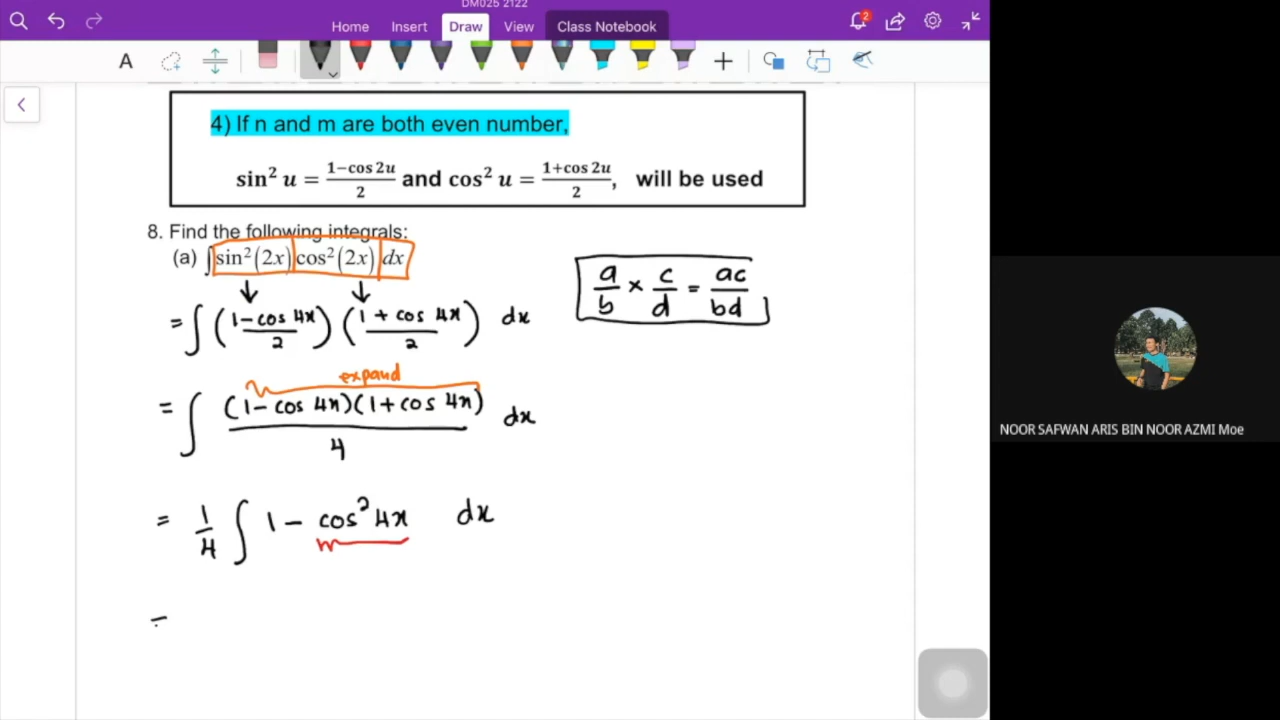 DM025 2122
Home Insert Draw View Class Notebook
2
A
4) If n and m are both even number,
sin² u = (1−cos 2u)/2 and cos² u = (1+cos 2u)/2, will be used
8. Find the following integrals:
(a) ∫ sin² (2x) cos² (2x) dx
a/b × c/d = ac/bd
= ∫ ((1 − cos 4x)/2) ((1 + cos 4x)/2) dx
expand
= ∫ (1 − cos 4x)(1 + cos 4x)/4 dx
= 1/4 ∫ 1 − cos² 4x dx
=
NOOR SAFWAN ARIS BIN NOOR AZMI Moe